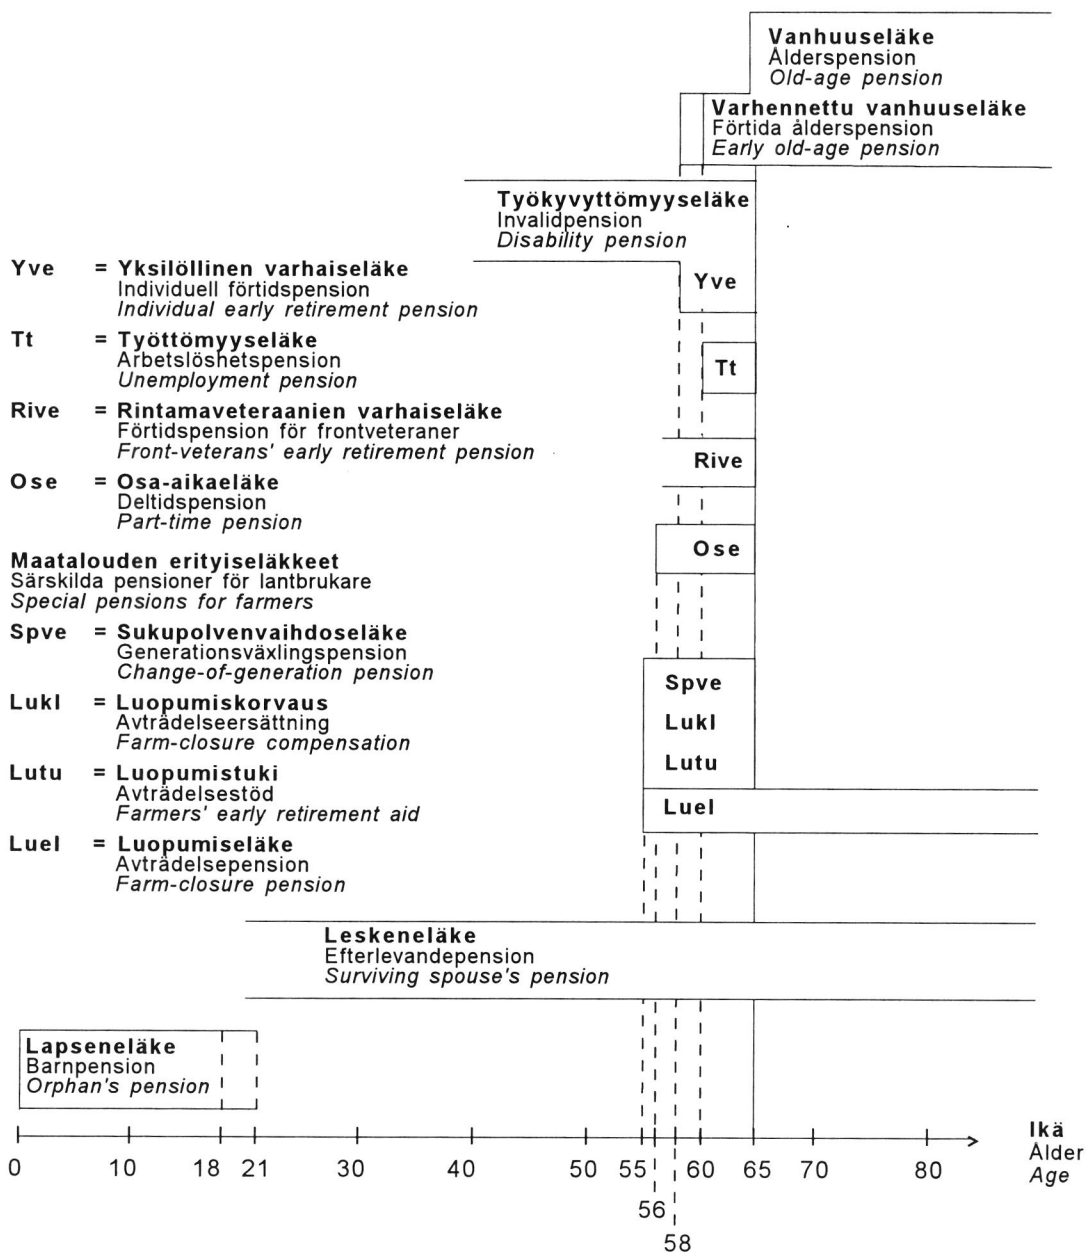 Vanhuuseläke
Ålderspension
Old-age pension
Varhennettu vanhuuseläke
Förtida ålderspension
Early old-age pension
Työkyvyttömyyseläke
Invalidpension
Disability pension
Yve = Yksilöllinen varhaiseläke
Individuell förtidspension
Individual early retirement pension
Yve
Tt = Työttömyyseläke
Arbetslöshetspension
Unemployment pension
Tt
Rive = Rintamaveteraanien varhaiseläke
Förtidspension för frontveteraner
Front-veterans' early retirement pension
Rive
Ose = Osa-aikaeläke
Deltidspension
Part-time pension
Ose
Maatalouden erityiseläkkeet
Särskilda pensioner för lantbrukare
Special pensions for farmers
Spve = Sukupolvenvaihdoseläke
Generationsväxlingspension
Change-of-generation pension
Spve
Lukl = Luopumiskorvaus
Avträdelseersättning
Farm-closure compensation
Lukl
Lutu = Luopumistuki
Avträdelsestöd
Farmers' early retirement aid
Lutu
Luel = Luopumiseläke
Avträdelsepension
Farm-closure pension
Luel
Leskeneläke
Efterlevandepension
Surviving spouse's pension
Lapseneläke
Barnpension
Orphan's pension
Ikä
Ålder
Age
0 10 18 21 30 40 50 55 60 65 70 80
56
58